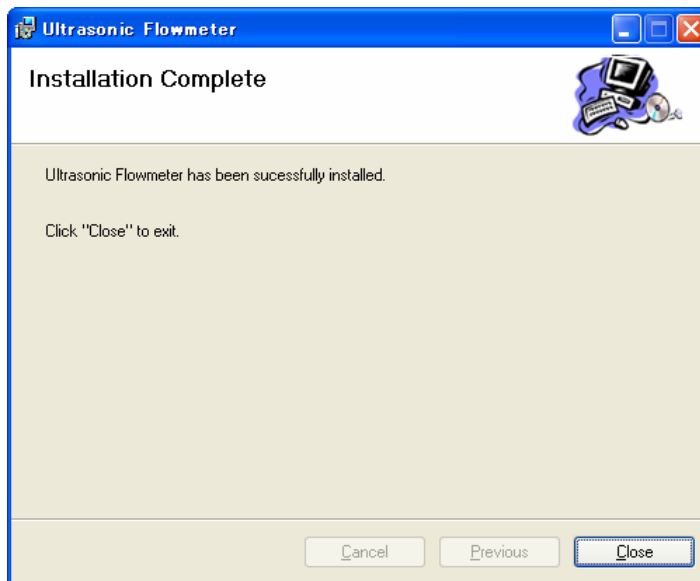 Ultrasonic Flowmeter
Installation Complete
Ultrasonic Flowmeter has been sucessfully installed.
Click "Close" to exit.
Cancel
Previous
Close